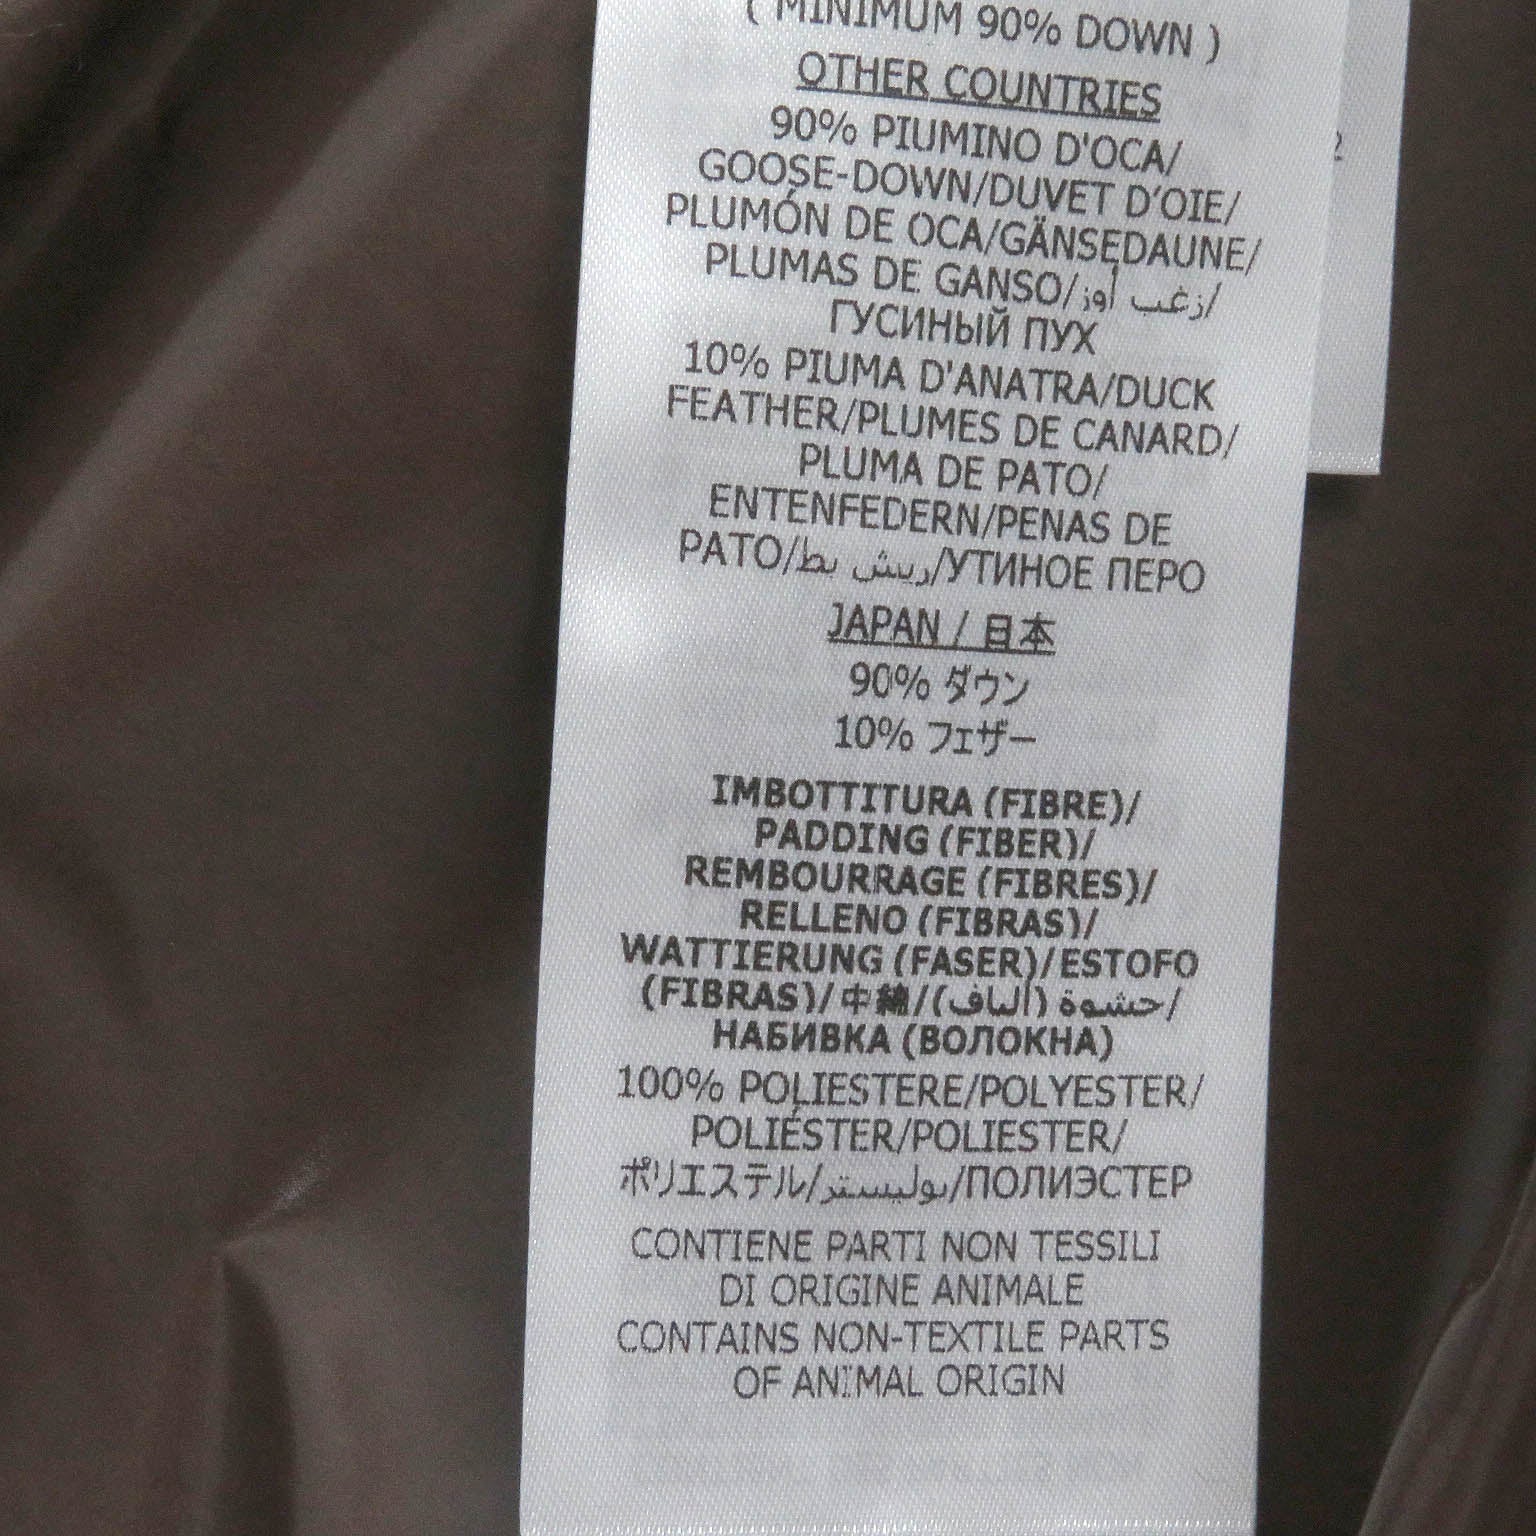 ( MINIMUM 90% DOWN )
OTHER COUNTRIES
90% PIUMINO D'OCA/
GOOSE-DOWN/DUVET D'OIE/
PLUMÓN DE OCA/GÄNSEDAUNE/
PLUMAS DE GANSO/زغب أوز/
ГУСИНЫЙ ПУХ
10% PIUMA D'ANATRA/DUCK
FEATHER/PLUMES DE CANARD/
PLUMA DE PATO/
ENTENFEDERN/PENAS DE
PATO/ريش بط/УТИНОЕ ПЕРО
JAPAN / 日本
90% ダウン
10% フェザー
IMBOTTITURA (FIBRE)/
PADDING (FIBER)/
REMBOURRAGE (FIBRES)/
RELLENO (FIBRAS)/
WATTIERUNG (FASER)/ESTOFO
(FIBRAS)/中綿/حشوة (ألياف)/
НАБИВКА (ВОЛОКНА)
100% POLIESTERE/POLYESTER/
POLIÉSTER/POLIESTER/
ポリエステル/بوليستر/ПОЛИЭСТЕР
CONTIENE PARTI NON TESSILI
DI ORIGINE ANIMALE
CONTAINS NON-TEXTILE PARTS
OF ANIMAL ORIGIN
2